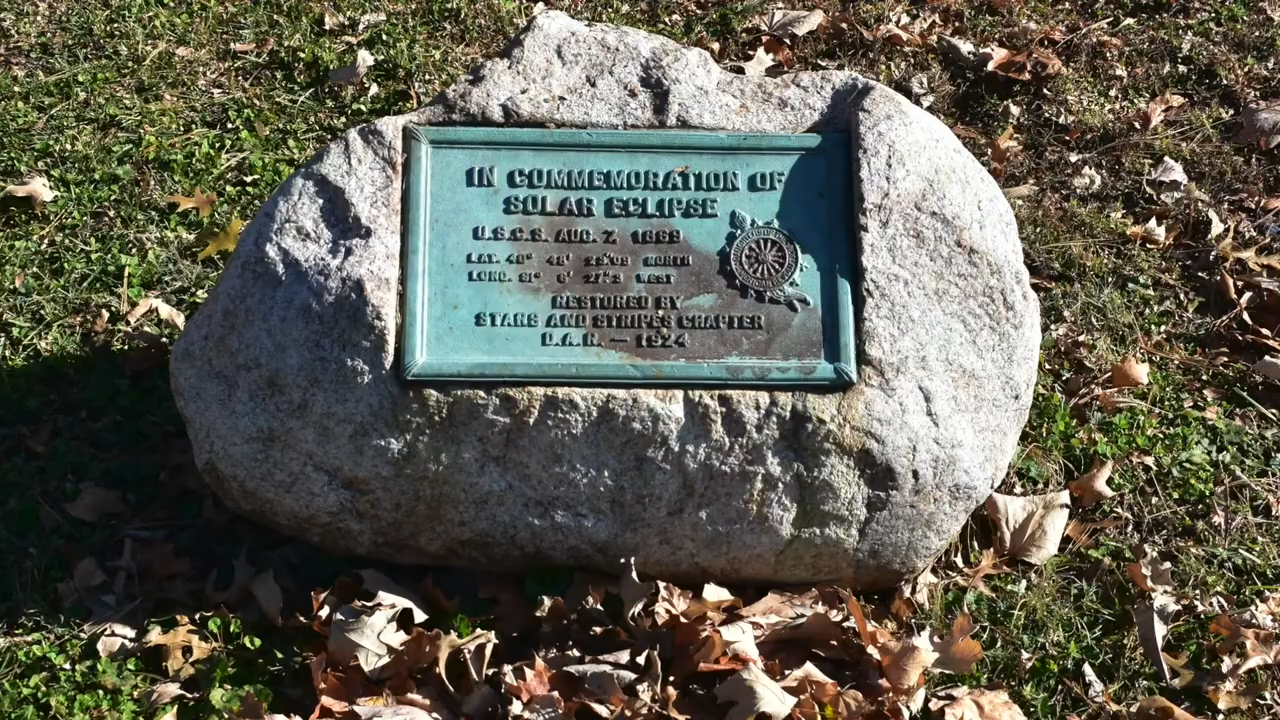 IN COMMEMORATION OF
SOLAR ECLIPSE
U.S.C.S. AUG. 7, 1869
LAT. 40° 48' NORTH
LONG. 91° 6' WEST
RESTORED BY
STARS AND STRIPES CHAPTER
D.A.R. — 1924